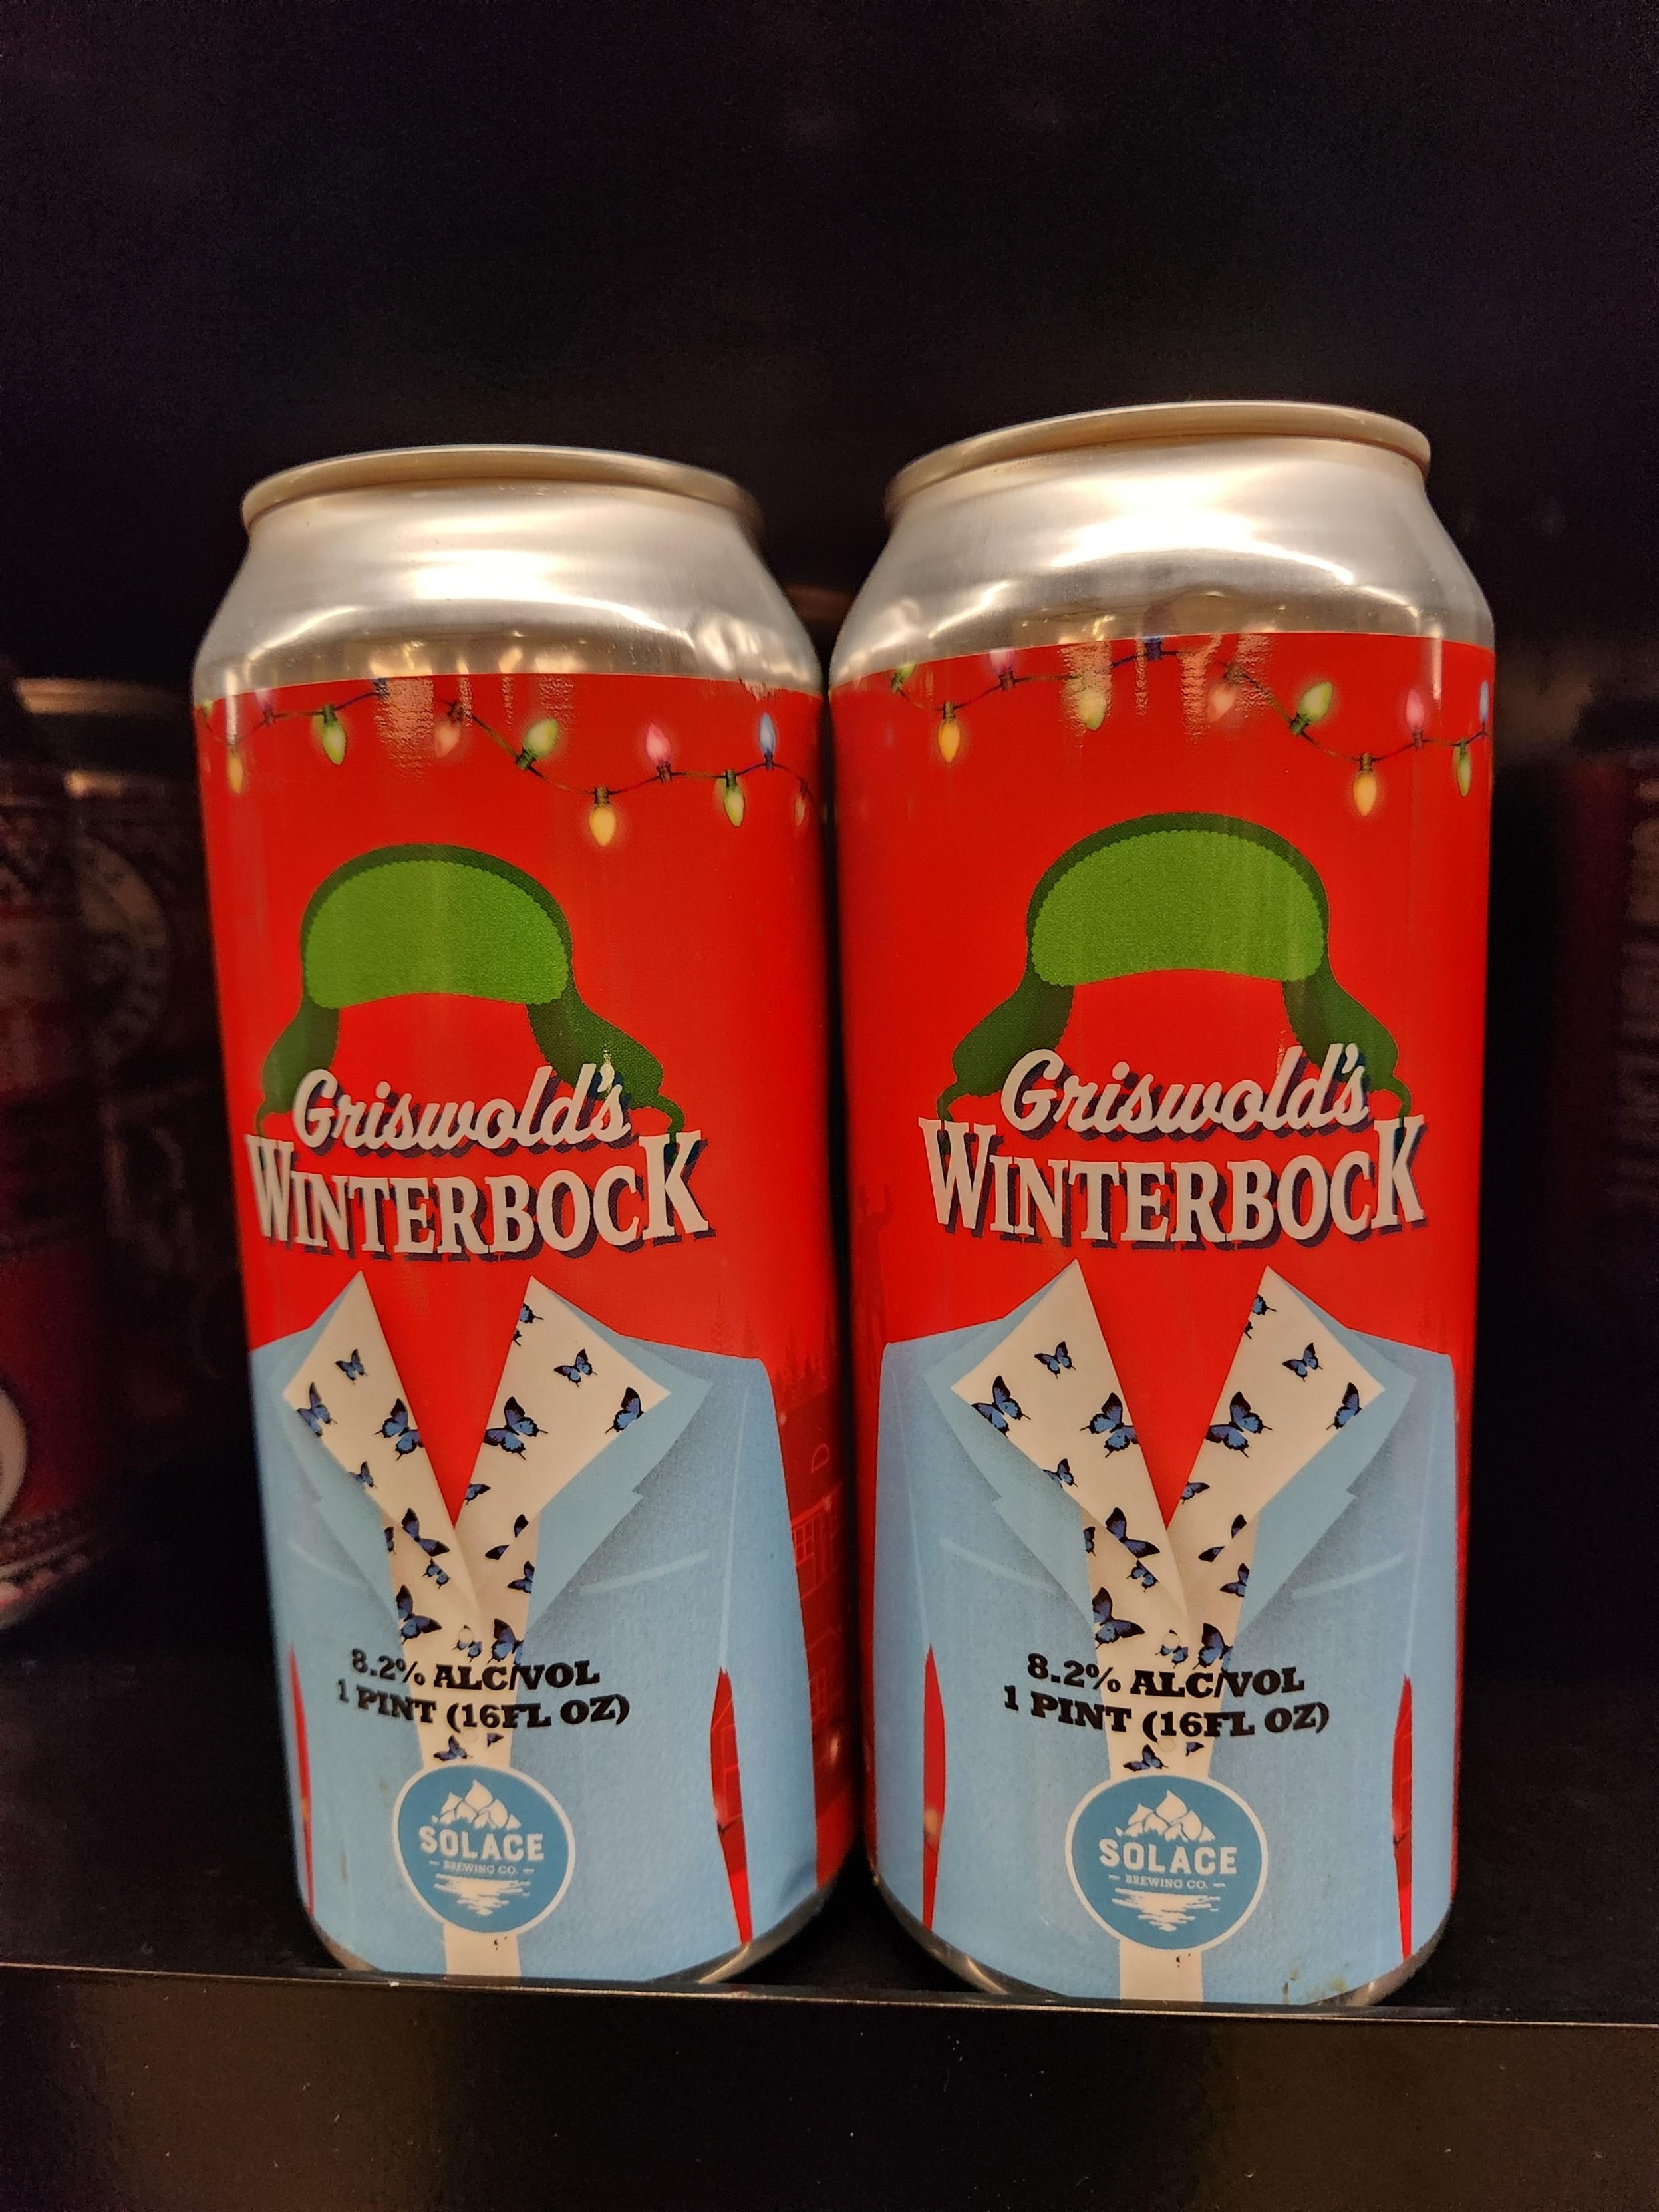 Griswold's
WINTERBOCK
8.2% ALC/VOL
1 PINT (16FL OZ)
SOLACE
BREWING CO.
Griswold's
WINTERBOCK
8.2% ALC/VOL
1 PINT (16FL OZ)
SOLACE
BREWING CO.